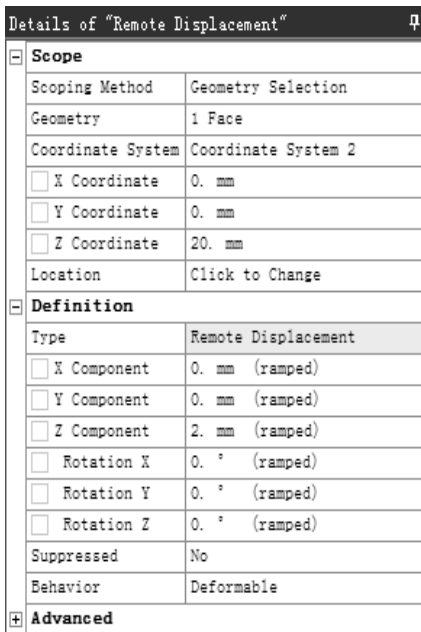 Details of "Remote Displacement"
Scope
Scoping Method Geometry Selection
Geometry 1 Face
Coordinate System Coordinate System 2
X Coordinate 0. mm
Y Coordinate 0. mm
Z Coordinate 20. mm
Location Click to Change
Definition
Type Remote Displacement
X Component 0. mm (ramped)
Y Component 0. mm (ramped)
Z Component 2. mm (ramped)
Rotation X 0. ° (ramped)
Rotation Y 0. ° (ramped)
Rotation Z 0. ° (ramped)
Suppressed No
Behavior Deformable
Advanced